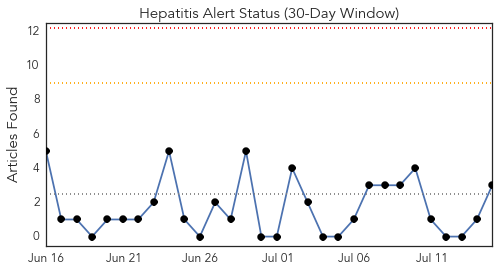 Hepatitis Alert Status (30-Day Window)
Articles Found
12
10
8
6
4
2
0
Jun 16 Jun 21 Jun 26 Jul 01 Jul 06 Jul 11